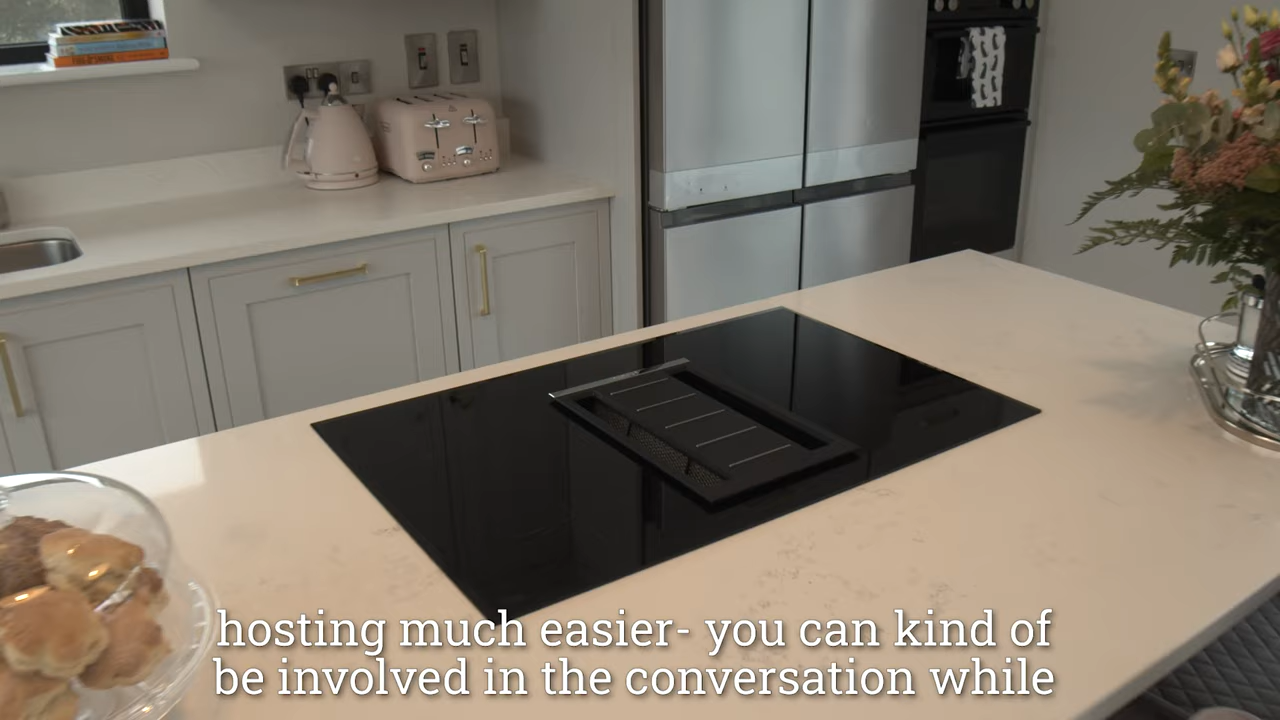 hosting much easier- you can kind of
be involved in the conversation while